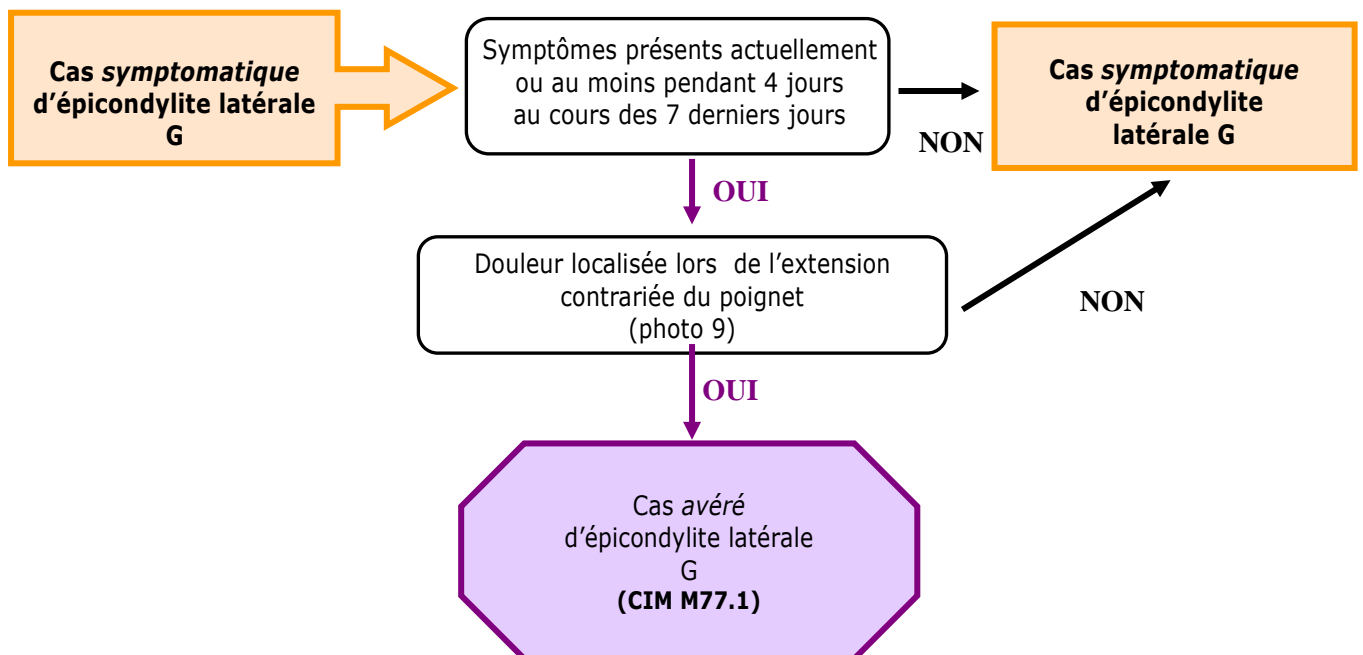 Cas symptomatique
d'épicondylite latérale
G
Symptômes présents actuellement
ou au moins pendant 4 jours
au cours des 7 derniers jours
NON
Cas symptomatique
d'épicondylite
latérale G
OUI
Douleur localisée lors de l'extension
contrariée du poignet
(photo 9)
NON
OUI
Cas avéré
d'épicondylite latérale
G
(CIM M77.1)